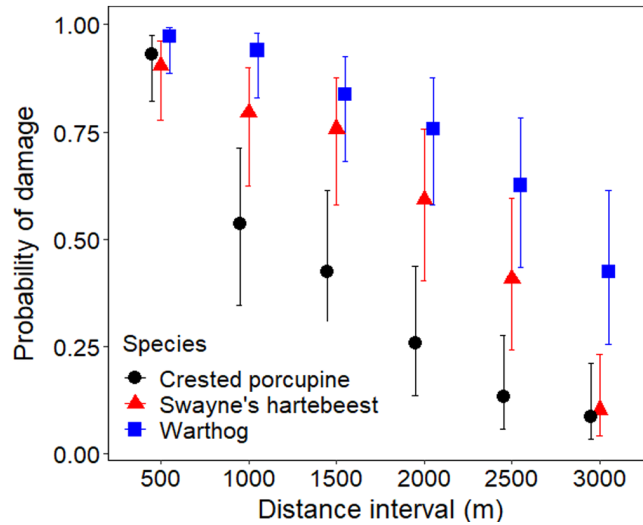 1.00
0.75
0.50
0.25
0.00
Probability of damage
Species
Crested porcupine
Swayne's hartebeest
Warthog
500 1000 1500 2000 2500 3000
Distance interval (m)